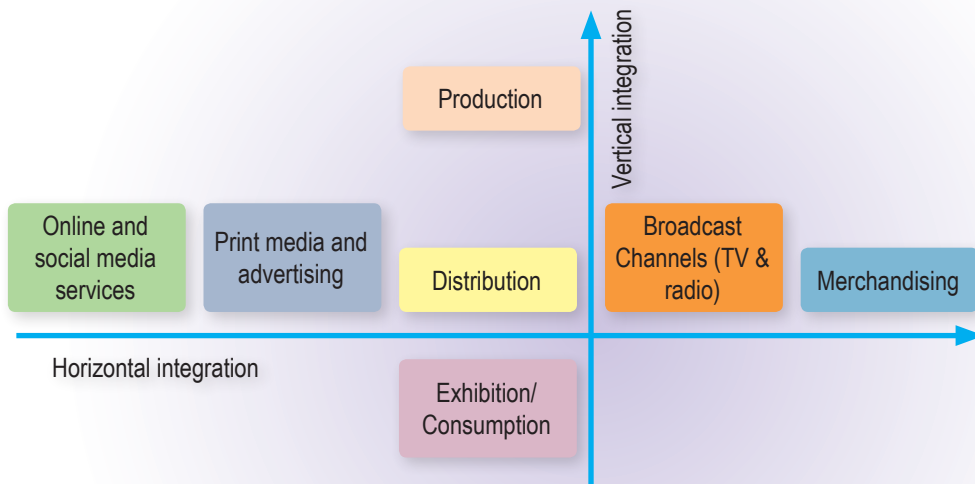 Production
Vertical integration
Online and
social media
services
Print media and
advertising
Distribution
Broadcast
Channels (TV &
radio)
Merchandising
Horizontal integration
Exhibition/
Consumption